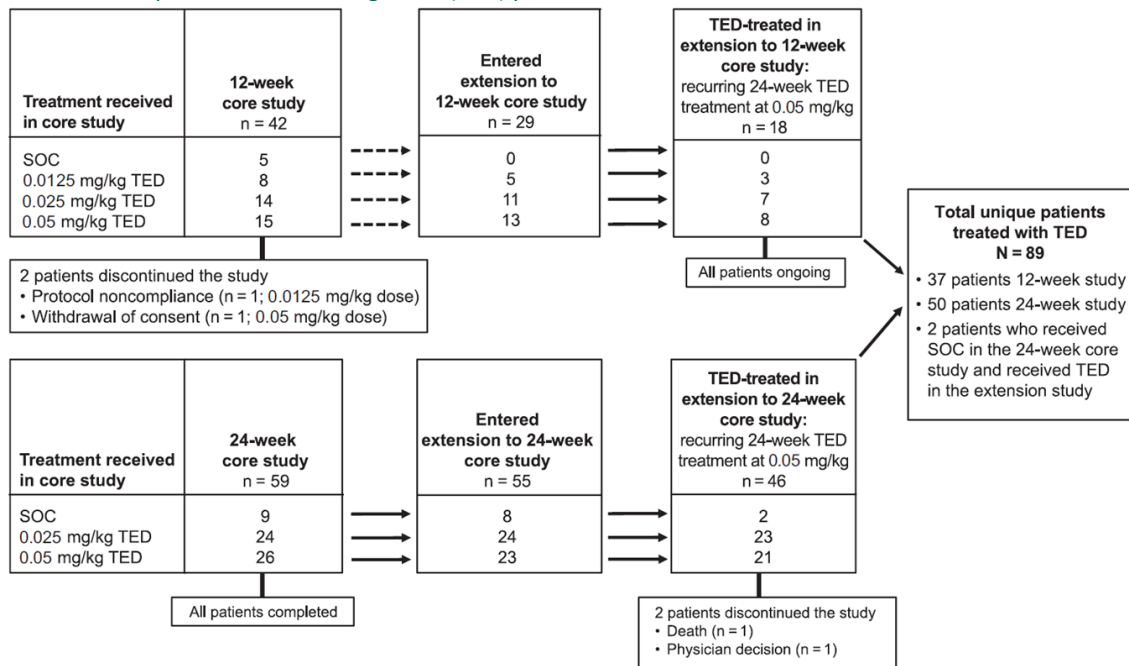 Treatment received
in core study
12-week
core study
n = 42
Entered
extension to
12-week core study
n = 29
TED-treated in
extension to 12-week
core study:
recurring 24-week TED
treatment at 0.05 mg/kg
n = 18
SOC 5 0 0
0.0125 mg/kg TED 8 5 3
0.025 mg/kg TED 14 11 7
0.05 mg/kg TED 15 13 8
2 patients discontinued the study
• Protocol noncompliance (n = 1; 0.0125 mg/kg dose)
• Withdrawal of consent (n = 1; 0.05 mg/kg dose)
All patients ongoing
Total unique patients
treated with TED
N = 89
• 37 patients 12-week study
• 50 patients 24-week study
• 2 patients who received
SOC in the 24-week core
study and received TED
in the extension study
Treatment received
in core study
24-week
core study
n = 59
Entered
extension to 24-week
core study
n = 55
TED-treated in
extension to 24-week
core study:
recurring 24-week TED
treatment at 0.05 mg/kg
n = 46
SOC 9 8 2
0.025 mg/kg TED 24 24 23
0.05 mg/kg TED 26 23 21
All patients completed
2 patients discontinued the study
• Death (n = 1)
• Physician decision (n = 1)